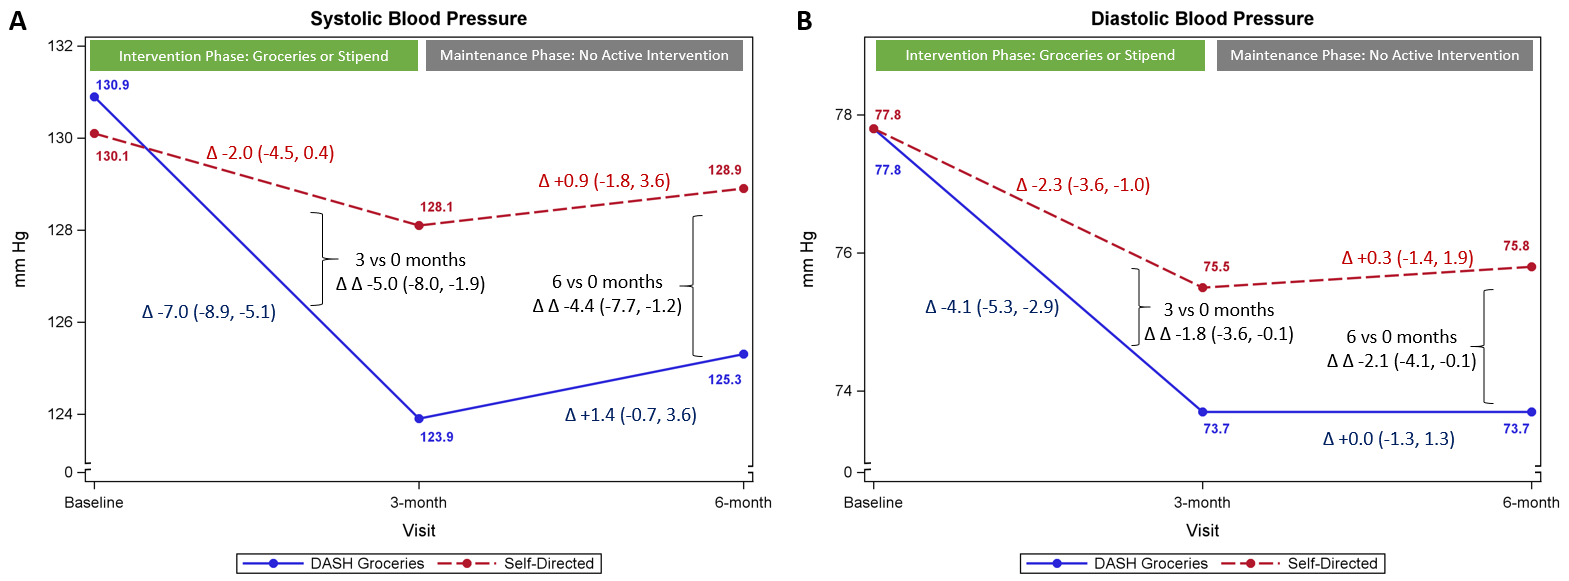 A
Systolic Blood Pressure
Intervention Phase: Groceries or Stipend
Maintenance Phase: No Active Intervention
132
130
128
126
124
0
mm Hg
130.9
130.1
Δ -2.0 (-4.5, 0.4)
128.1
Δ +0.9 (-1.8, 3.6)
128.9
3 vs 0 months
Δ Δ -5.0 (-8.0, -1.9)
6 vs 0 months
Δ Δ -4.4 (-7.7, -1.2)
Δ -7.0 (-8.9, -5.1)
125.3
Δ +1.4 (-0.7, 3.6)
123.9
Baseline
3-month
6-month
Visit
DASH Groceries
Self-Directed
B
Diastolic Blood Pressure
Intervention Phase: Groceries or Stipend
Maintenance Phase: No Active Intervention
78
76
74
0
mm Hg
77.8
77.8
Δ -2.3 (-3.6, -1.0)
75.5
Δ +0.3 (-1.4, 1.9)
75.8
Δ -4.1 (-5.3, -2.9)
3 vs 0 months
Δ Δ -1.8 (-3.6, -0.1)
6 vs 0 months
Δ Δ -2.1 (-4.1, -0.1)
73.7
Δ +0.0 (-1.3, 1.3)
73.7
Baseline
3-month
6-month
Visit
DASH Groceries
Self-Directed